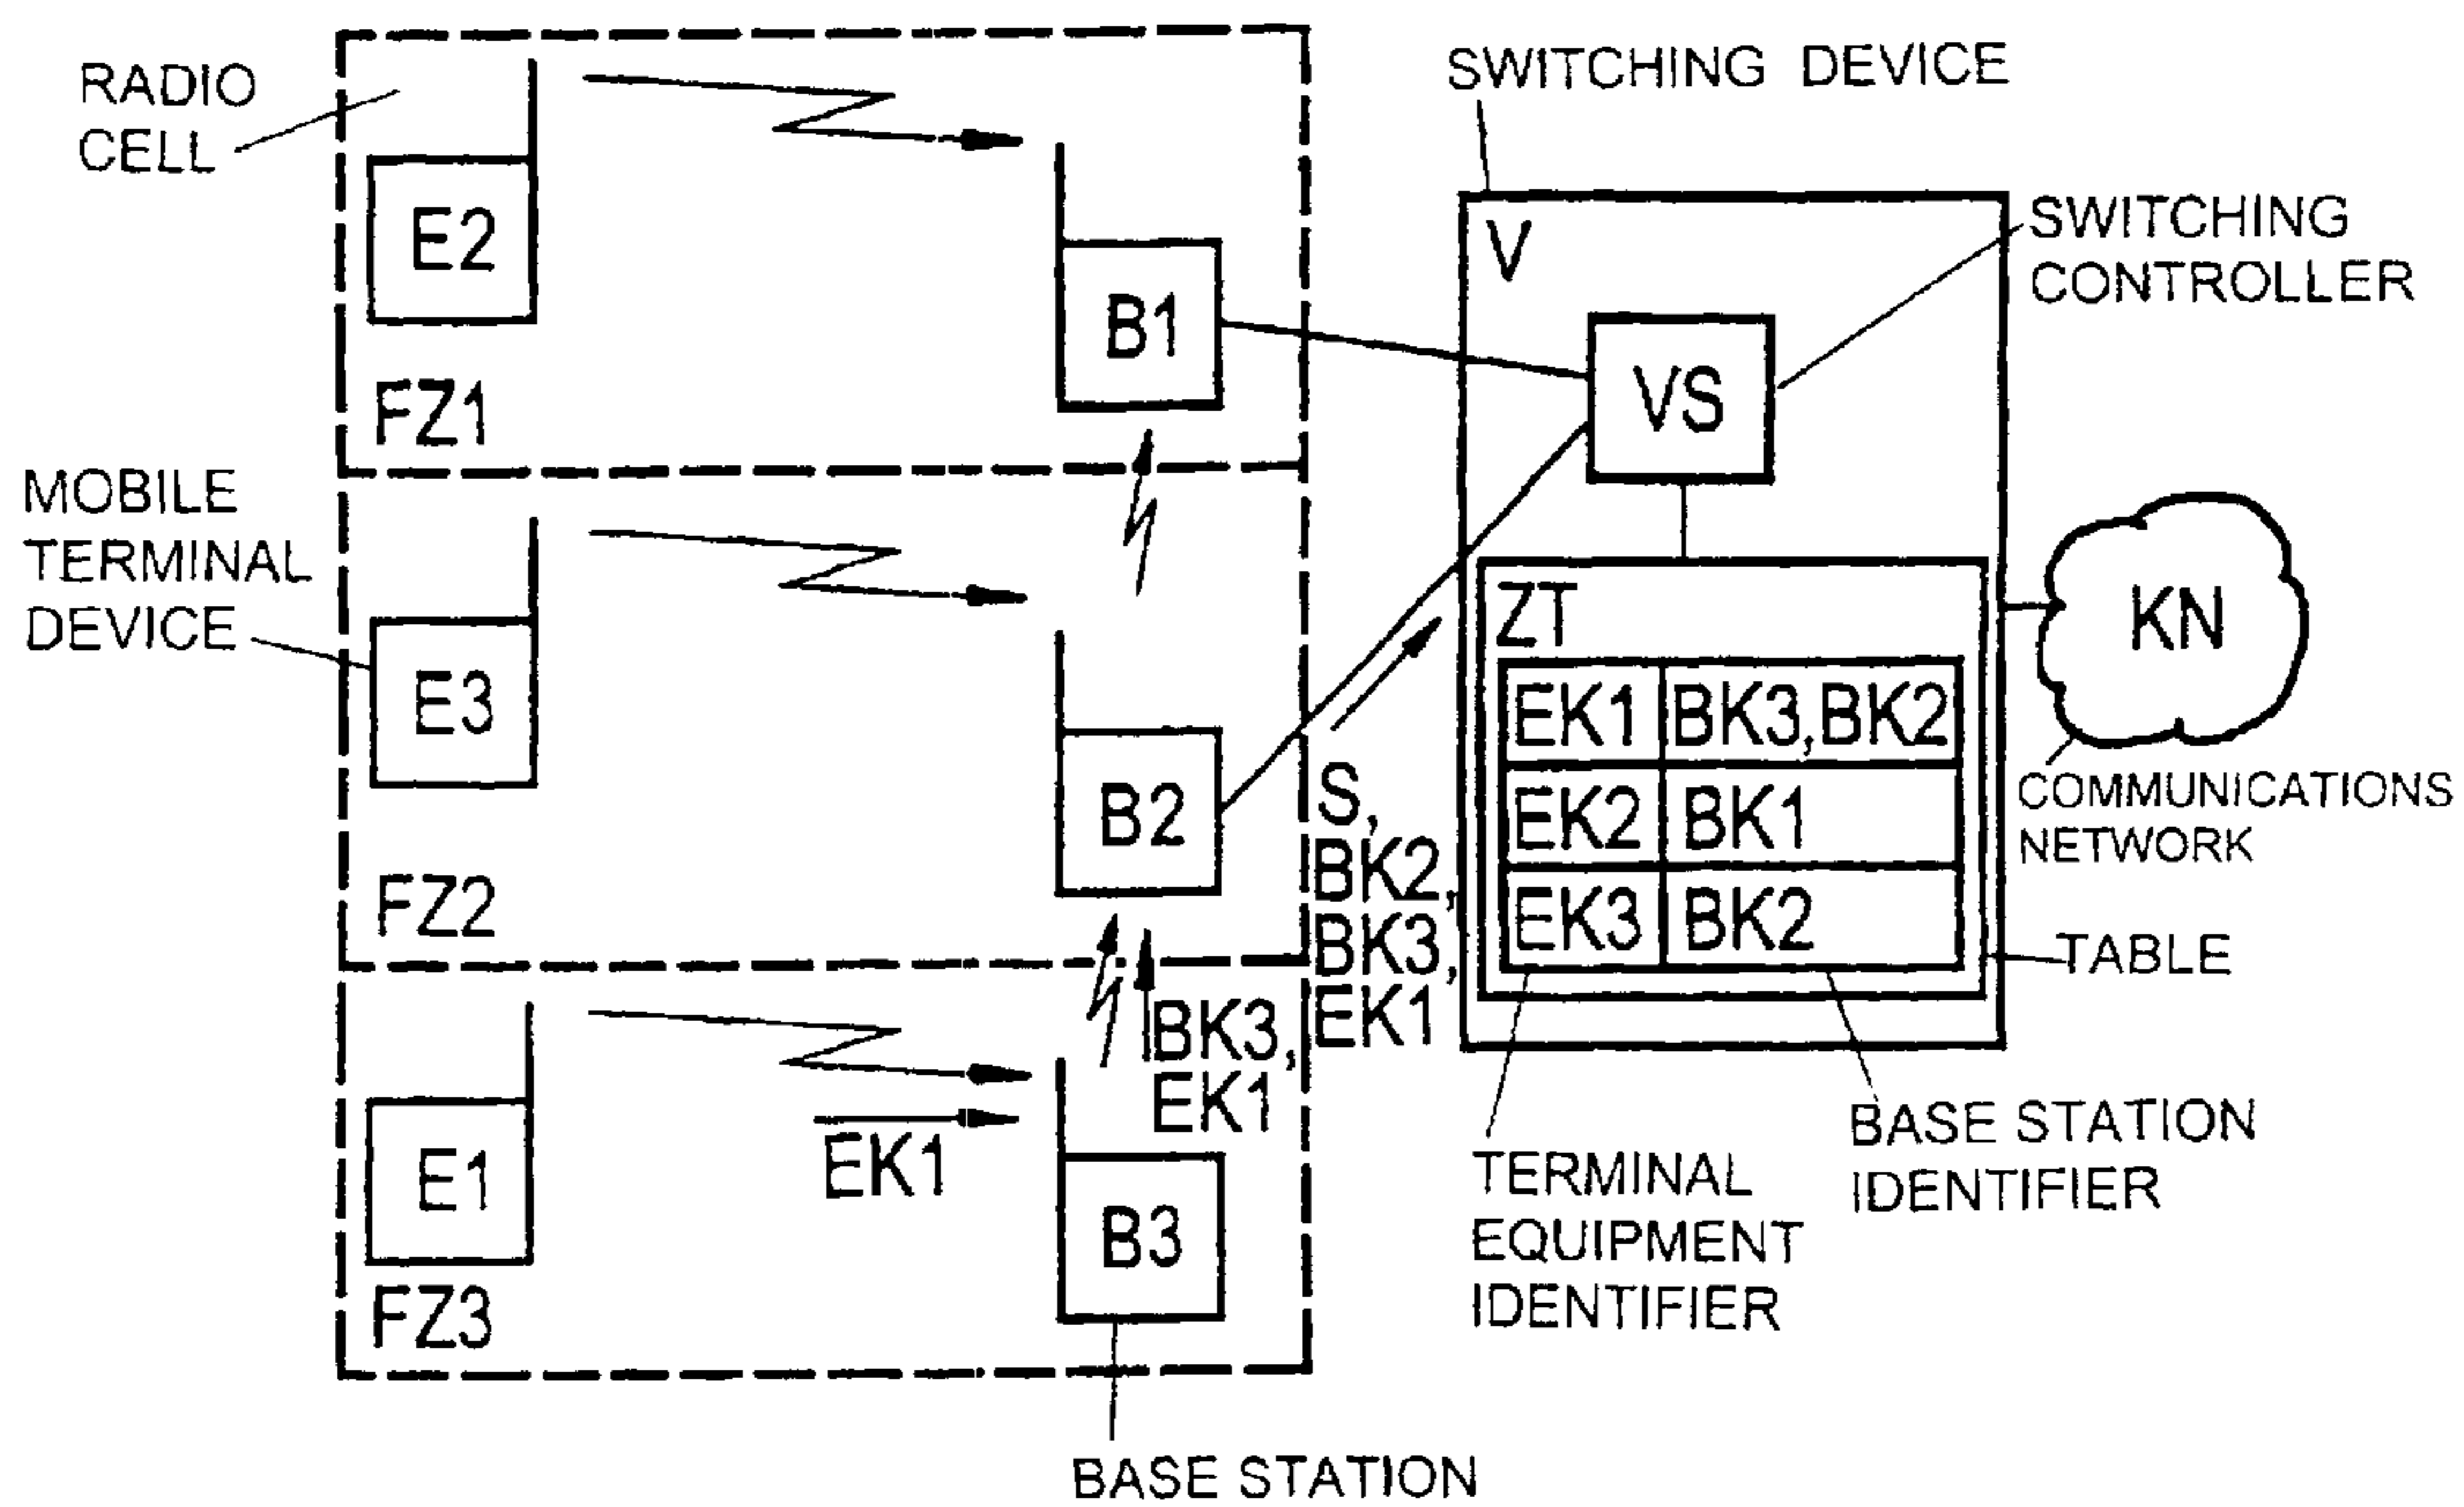 RADIO
CELL
E2
FZ1
B1
MOBILE
TERMINAL
DEVICE
E3
FZ2
B2
E1
FZ3
EK1
BK3,
EK1
B3
BASE STATION
S,
BK2,
BK3,
EK1
SWITCHING DEVICE
V
SWITCHING
CONTROLLER
VS
ZT
EK1 BK3,BK2
EK2 BK1
EK3 BK2
KN
COMMUNICATIONS
NETWORK
TABLE
BASE STATION
IDENTIFIER
TERMINAL
EQUIPMENT
IDENTIFIER